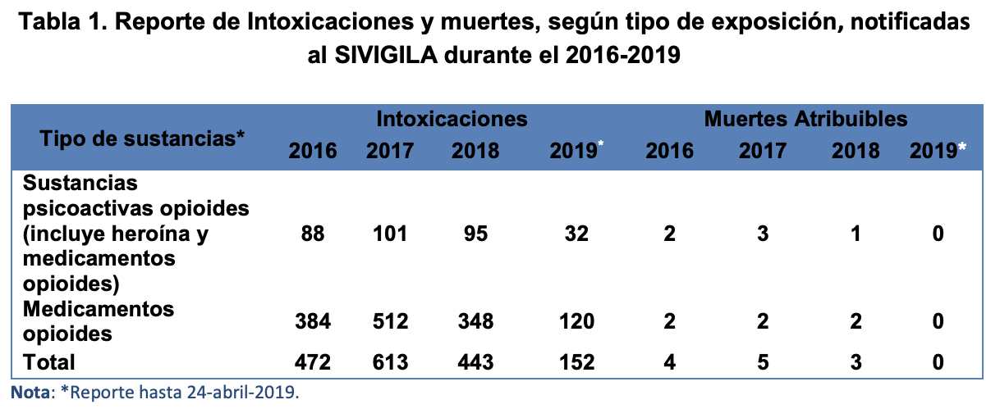 Tabla 1. Reporte de Intoxicaciones y muertes, según tipo de exposición, notificadas
al SIVIGILA durante el 2016-2019
Tipo de sustancias* Intoxicaciones Muertes Atribuibles
2016 2017 2018 2019* 2016 2017 2018 2019*
Sustancias
psicoactivas opioides
(incluye heroína y 88 101 95 32 2 3 1 0
medicamentos
opioides)
Medicamentos
opioides 384 512 348 120 2 2 2 0
Total 472 613 443 152 4 5 3 0
Nota: *Reporte hasta 24-abril-2019.